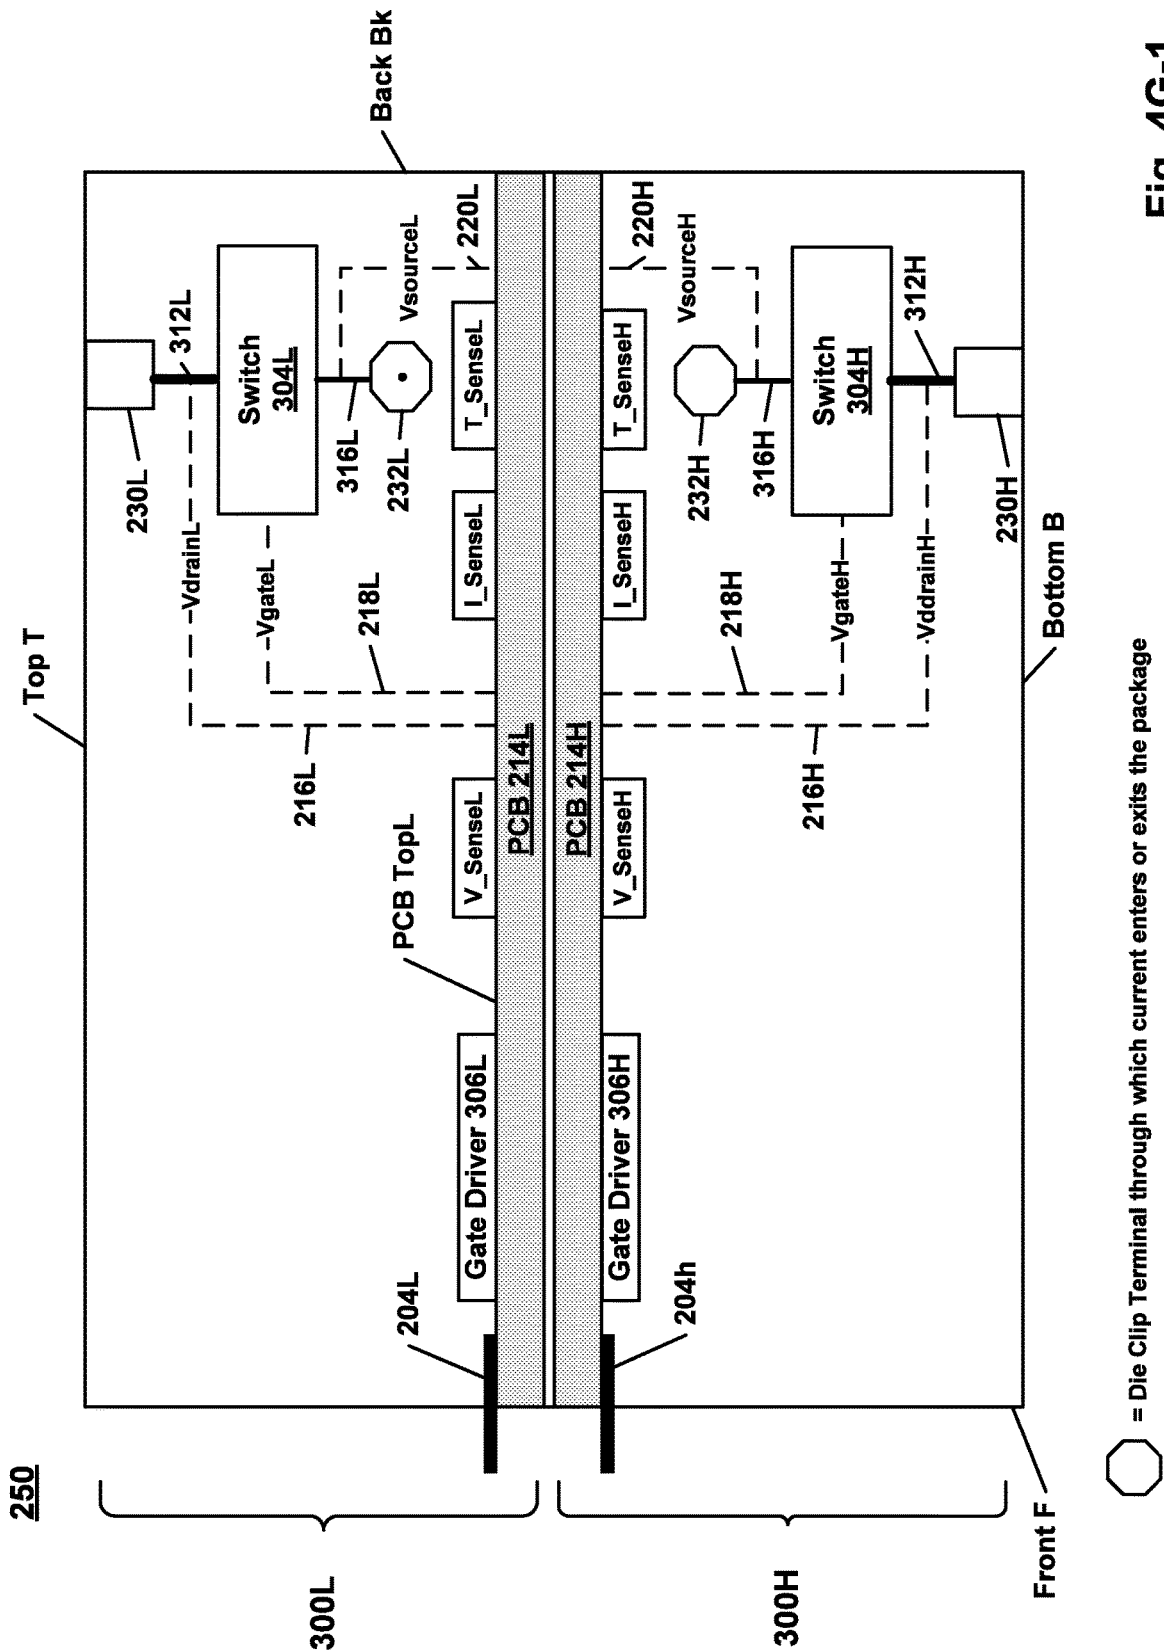 250
Top T
Back Bk
300L
300H
230L
312L
VdrainL
Switch
304L
VgateL
316L
VsourceL
232L
216L
218L
220L
PCB TopL
204L
Gate Driver 306L
V_SenseL
I_SenseL
T_SenseL
PCB 214L
PCB 214H
Gate Driver 306H
V_SenseH
I_SenseH
T_SenseH
204h
220H
218H
232H
VsourceH
316H
216H
VgateH
Switch
304H
VddrainH
312H
230H
Front F
Bottom B
= Die Clip Terminal through which current enters or exits the package
Fig. 4G-1